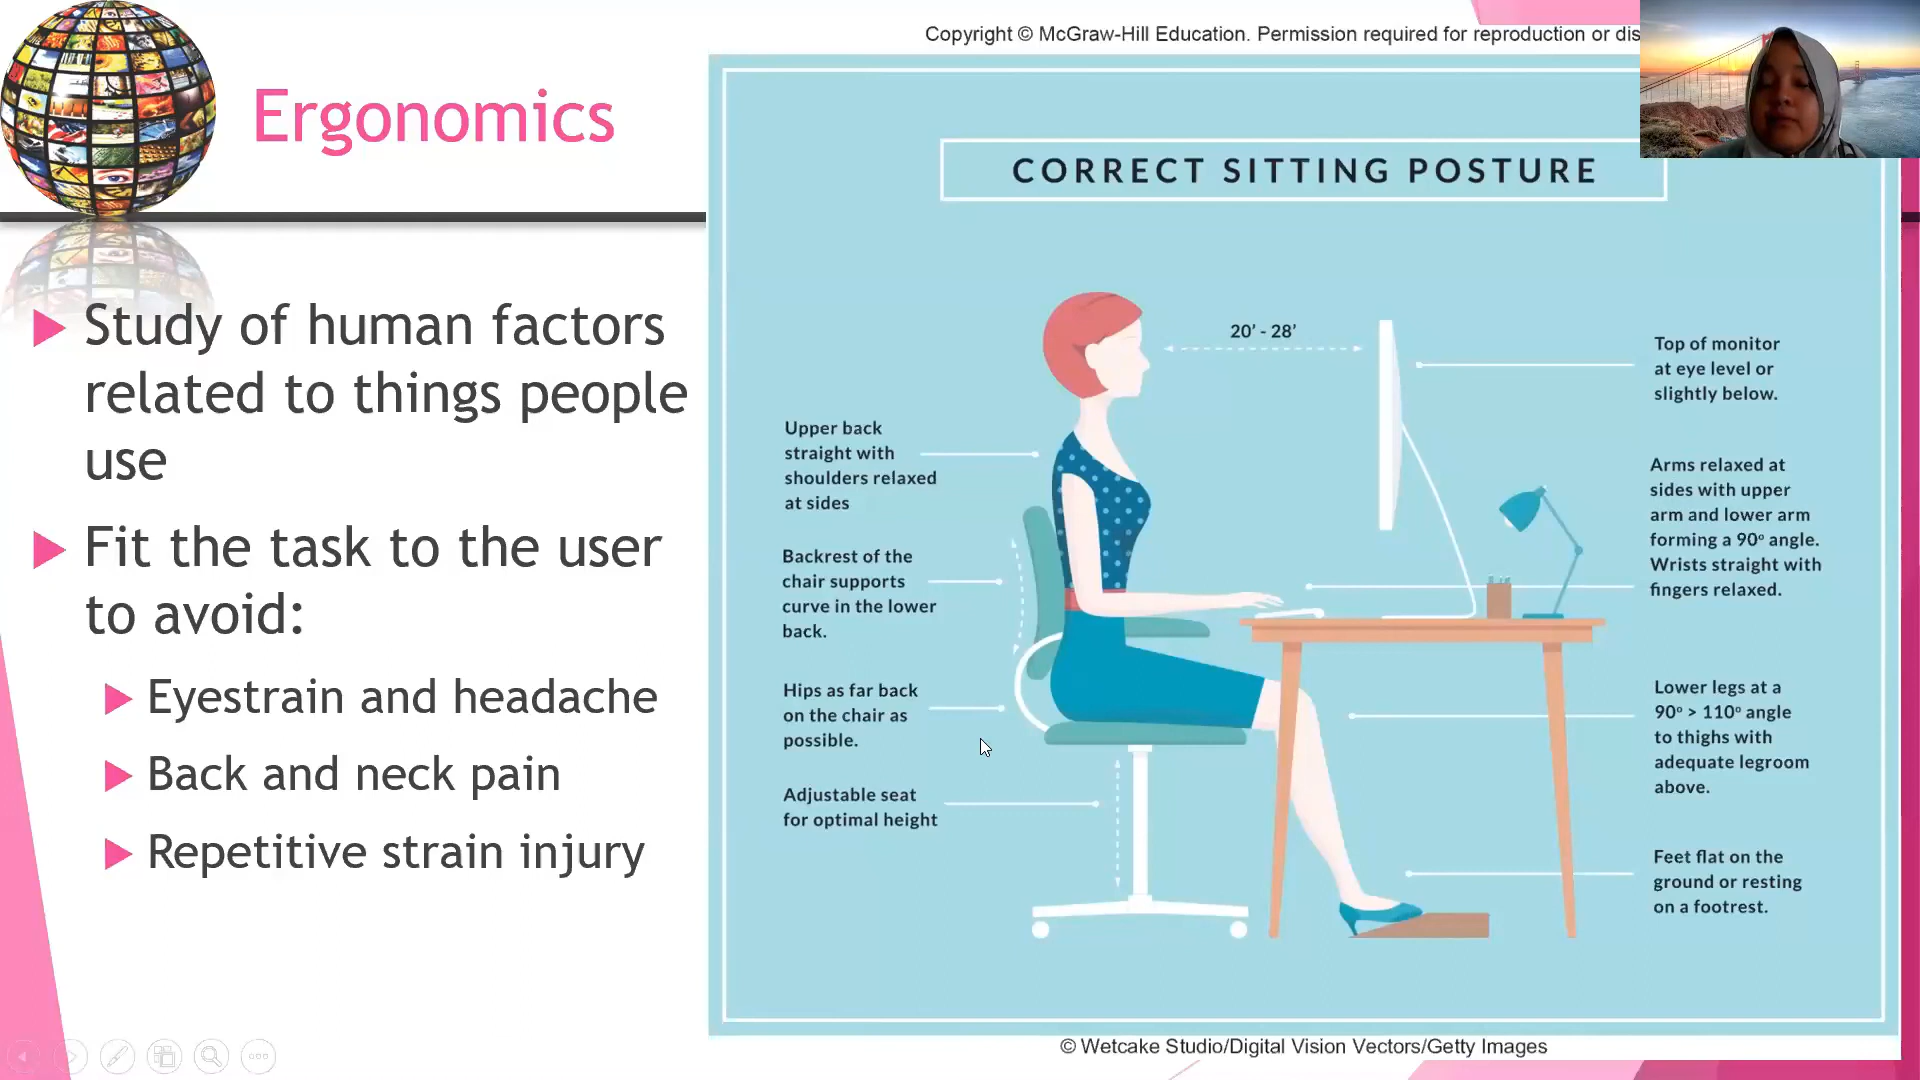 Copyright © McGraw-Hill Education. Permission required for reproduction or dis
Ergonomics
Study of human factors
related to things people
use
Fit the task to the user
to avoid:
Eyestrain and headache
Back and neck pain
Repetitive strain injury
CORRECT SITTING POSTURE
20’ - 28’
Upper back
straight with
shoulders relaxed
at sides
Backrest of the
chair supports
curve in the lower
back.
Hips as far back
on the chair as
possible.
Adjustable seat
for optimal height
Top of monitor
at eye level or
slightly below.
Arms relaxed at
sides with upper
arm and lower arm
forming a 90º angle.
Wrists straight with
fingers relaxed.
Lower legs at a
90º > 110º angle
to thighs with
adequate legroom
above.
Feet flat on the
ground or resting
on a footrest.
© Wetcake Studio/Digital Vision Vectors/Getty Images